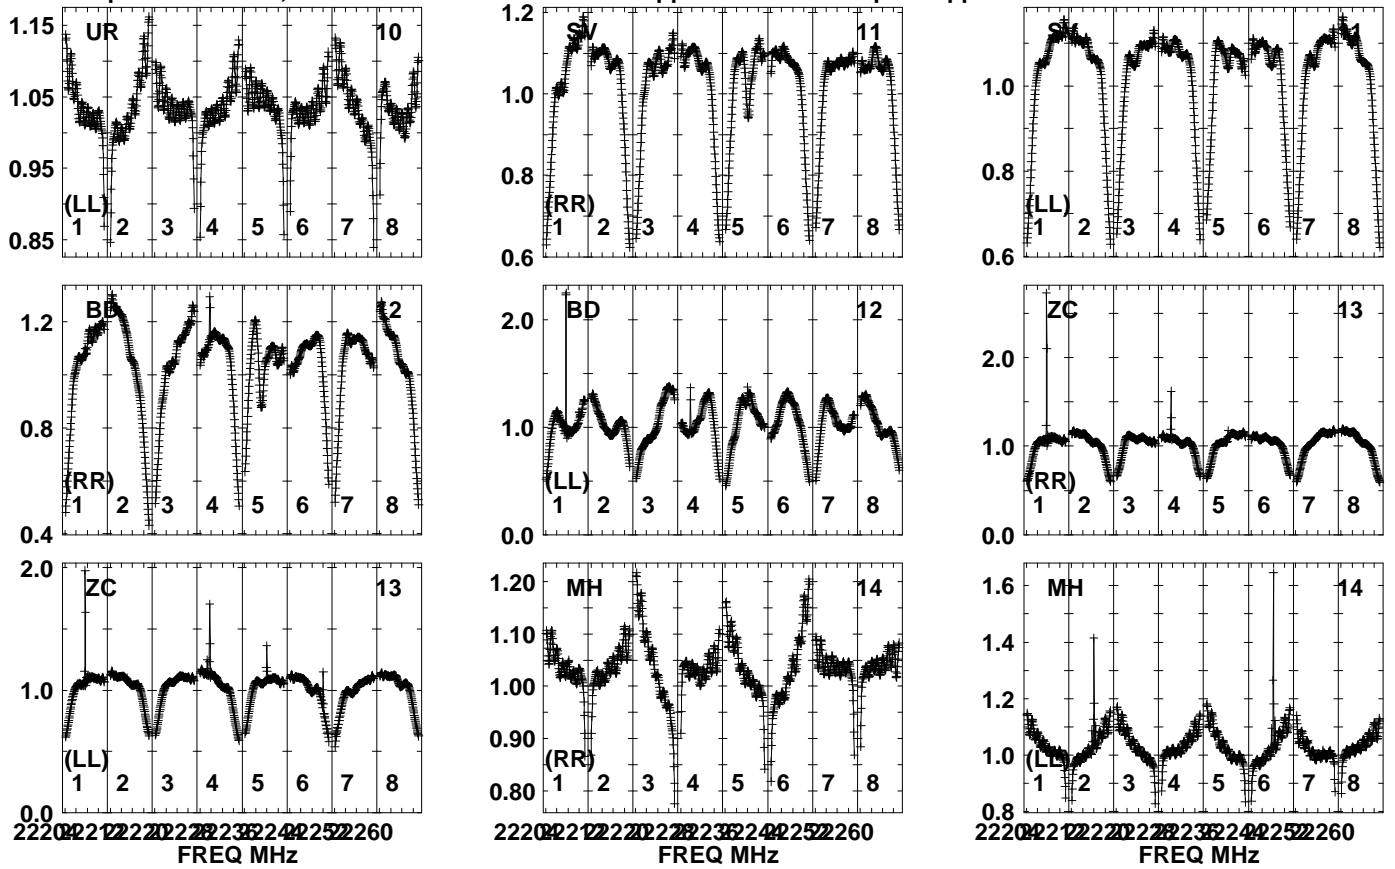 1.15 UR 10
1.05
0.95
(LL)
0.85 1 2 3 4 5 6 7 8
1.2 SV 11
1.0
0.8
(RR)
1 2 3 4 5 6 7 8
0.6
SV
1.0
0.8
(LL)
1 2 3 4 5 6 7 8
0.6
BD 12
1.2
0.8
(RR)
1 2 3 4 5 6 7 8
0.4
BD 12
2.0
1.0
(LL)
1 2 3 4 5 6 7 8
0.0
ZC 13
2.0
1.0
(RR)
1 2 3 4 5 6 7 8
0.0
2.0 ZC 13
1.0
(LL)
1 2 3 4 5 6 7 8
0.0
FREQ MHz
1.20 MH 14
1.10
1.00
0.90
(RR)
0.80 1 2 3 4 5 6 7 8
1.6 MH 14
1.4
1.2
1.0
(LL)
1 2 3 4 5 6 7 8
0.8
FREQ MHz